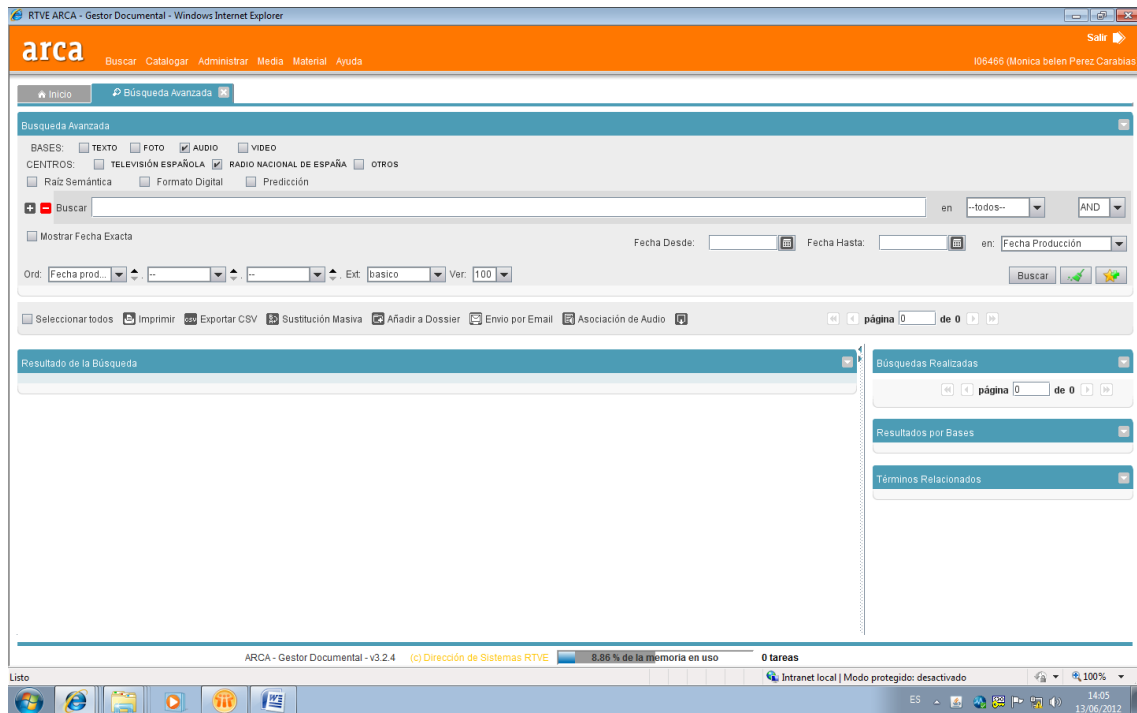 RTVE ARCA - Gestor Documental - Windows Internet Explorer
arca
Salir
Buscar Catalogar Administrar Media Material Ayuda
I06466 (Monica belen Perez Carabias
Inicio
Búsqueda Avanzada
Busqueda Avanzada
BASES: TEXTO FOTO AUDIO VIDEO
CENTROS: TELEVISIÓN ESPAÑOLA RADIO NACIONAL DE ESPAÑA OTROS
Raíz Semántica Formato Digital Predicción
Buscar en --todos-- AND
Mostrar Fecha Exacta
Fecha Desde: Fecha Hasta: en: Fecha Producción
Ord: Fecha prod... . -- . -- . Ext: basico Ver: 100
Buscar
Seleccionar todos Imprimir CSV Exportar CSV Sustitución Masiva Añadir a Dossier Envio por Email Asociación de Audio
página 0 de 0
Resultado de la Búsqueda
Búsquedas Realizadas
página 0 de 0
Resultados por Bases
Términos Relacionados
ARCA - Gestor Documental - v3.2.4 (c) Dirección de Sistemas RTVE 8.86 % de la memoria en uso 0 tareas
Listo
Intranet local | Modo protegido: desactivado
100%
ES
14:05
13/06/2012